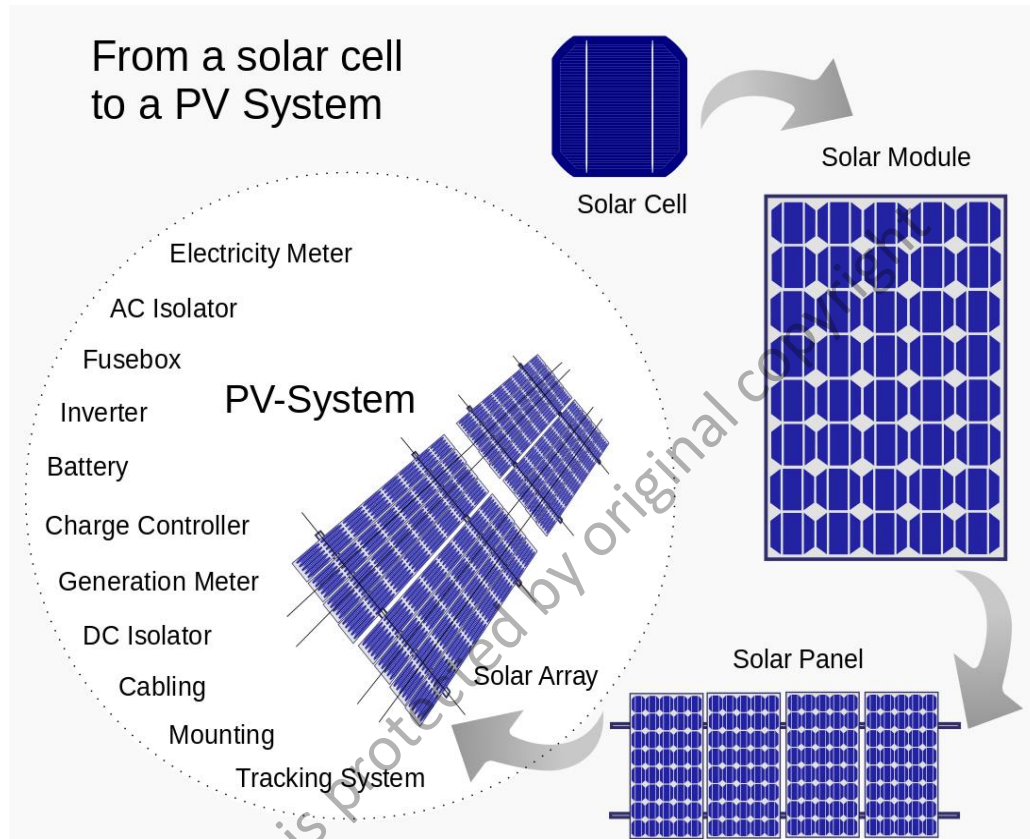 From a solar cell
to a PV System
Solar Cell
Solar Module
Electricity Meter
AC Isolator
Fusebox
Inverter
PV-System
Battery
Charge Controller
Generation Meter
DC Isolator
Cabling
Mounting
Tracking System
Solar Array
Solar Panel
is protected by original copyright